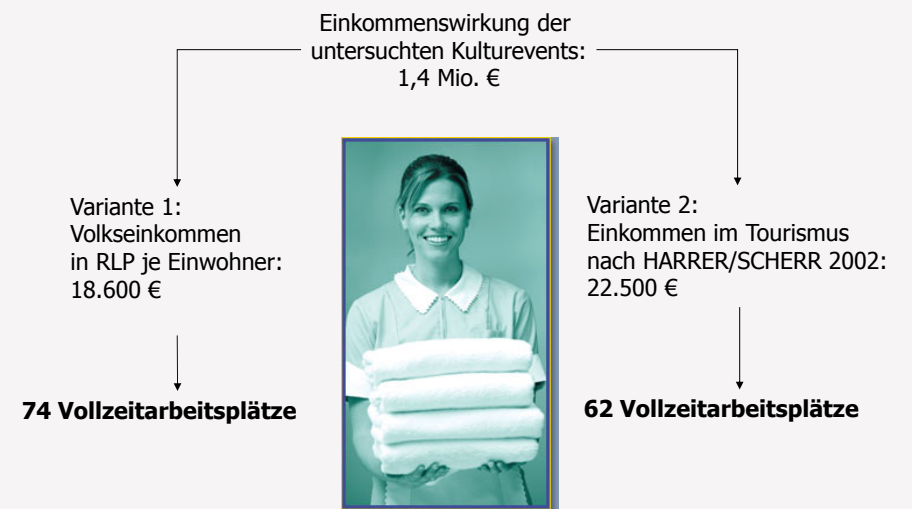 Einkommenswirkung der
untersuchten Kulturevents:
1,4 Mio. €
Variante 1:
Volkseinkommen
in RLP je Einwohner:
18.600 €
74 Vollzeitarbeitsplätze
Variante 2:
Einkommen im Tourismus
nach HARRER/SCHERR 2002:
22.500 €
62 Vollzeitarbeitsplätze